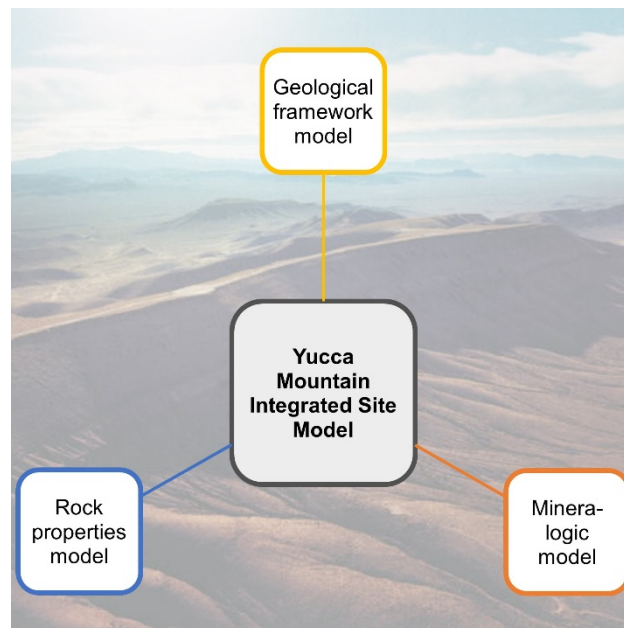 Geological
framework
model
Yucca
Mountain
Integrated Site
Model
Rock
properties
model
Minera-
logic
model